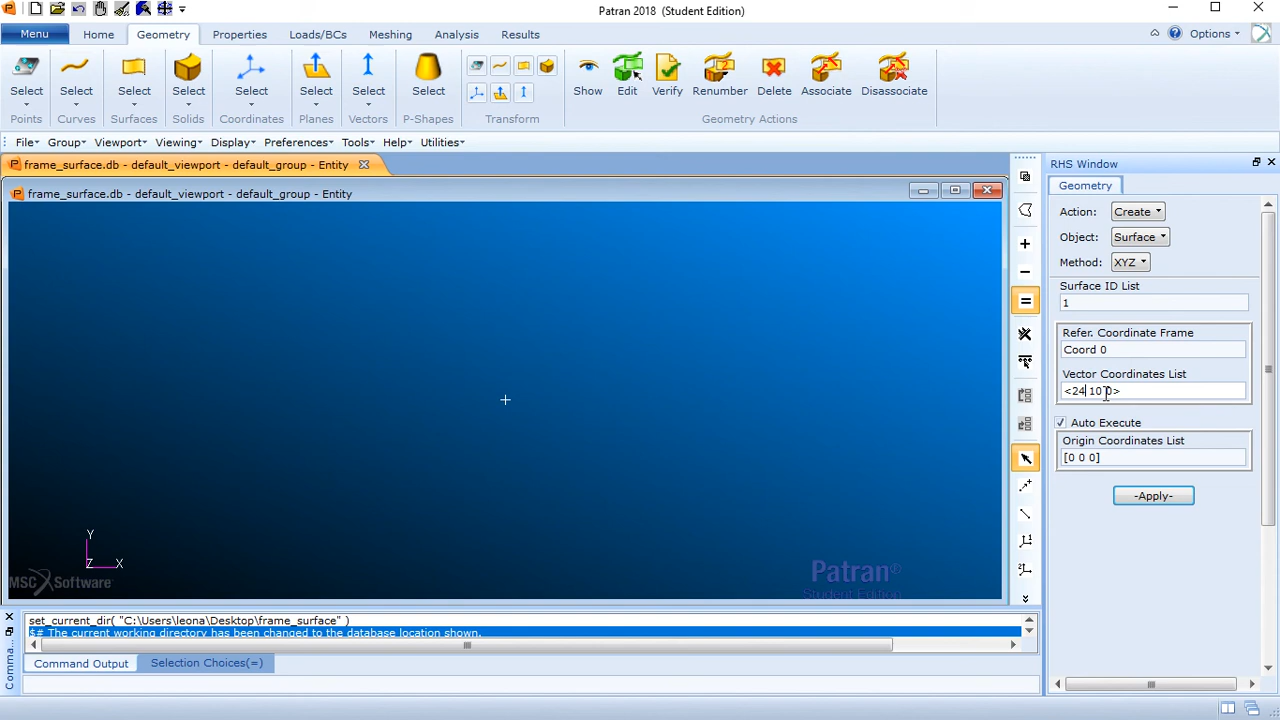 Patran 2018 (Student Edition)
Menu Home Geometry Properties Loads/BCs Meshing Analysis Results Options
Select Select Select Select Select Select Select Select Show Edit Verify Renumber Delete Associate Disassociate
Points Curves Surfaces Solids Coordinates Planes Vectors P-Shapes Transform Geometry Actions
File Group Viewport Viewing Display Preferences Tools Help Utilities
frame_surface.db - default_viewport - default_group - Entity
frame_surface.db - default_viewport - default_group - Entity
Y
Z X
MSC Software
Patran
Student Edition
RHS Window
Geometry
Action: Create
Object: Surface
Method: XYZ
Surface ID List
1
Refer. Coordinate Frame
Coord 0
Vector Coordinates List
<24 10 0>
Auto Execute
Origin Coordinates List
[0 0 0]
-Apply-
Comma...
set_current_dir( "C:\Users\leona\Desktop\frame_surface" )
$# The current working directory has been changed to the database location shown.
Command Output Selection Choices(=)